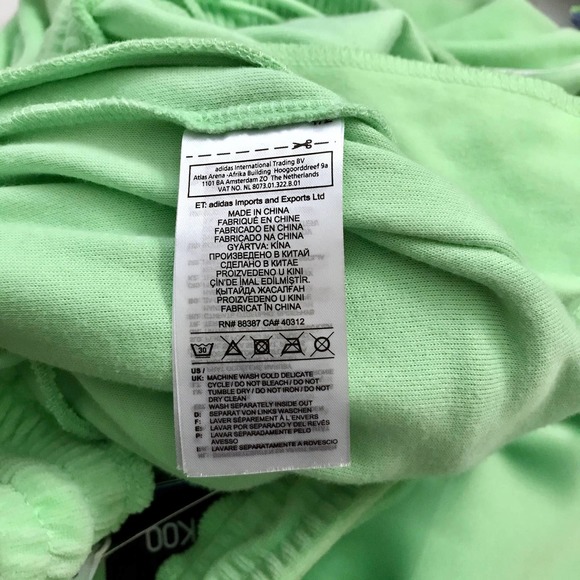 adidas International Trading BV
Atlas Arena -Afrika Building Hoogoorddreef 9a
1101 BA Amsterdam ZO The Netherlands
VAT NO. NL 8073.01.322.B.01
ET: adidas Imports and Exports Ltd
MADE IN CHINA
FABRIQUÉ EN CHINE
FABRICADO EN CHINA
FABRICADO NA CHINA
GYÁRTVA: KÍNA
ПРОИЗВЕДЕНО В КИТАЙ
СДЕЛАНО В КИТАЕ
PROIZVEDENO U KINI
ÇİN'DE İMAL EDİLMİŞTİR.
ҚЫТАЙДА ЖАСАЛҒАН
PROIZVEDENO U KINI
FABRICAT ÎN CHINA
RN# 88387 CA# 40312
30
US /
UK: MACHINE WASH COLD DELICATE
CYCLE / DO NOT BLEACH / DO NOT
TUMBLE DRY / DO NOT IRON / DO NOT
DRY CLEAN
WASH SEPARATELY INSIDE OUT
D: SEPARAT VON LINKS WASCHEN
F: LAVER SÉPAREMENT À L'ENVERS
E: LAVAR POR SEPARADO Y DEL REVÉS
P: LAVAR SEPARADAMENTE PELO
AVESSO
I: LAVARE SEPARATAMENTE A ROVESCIO
KOO